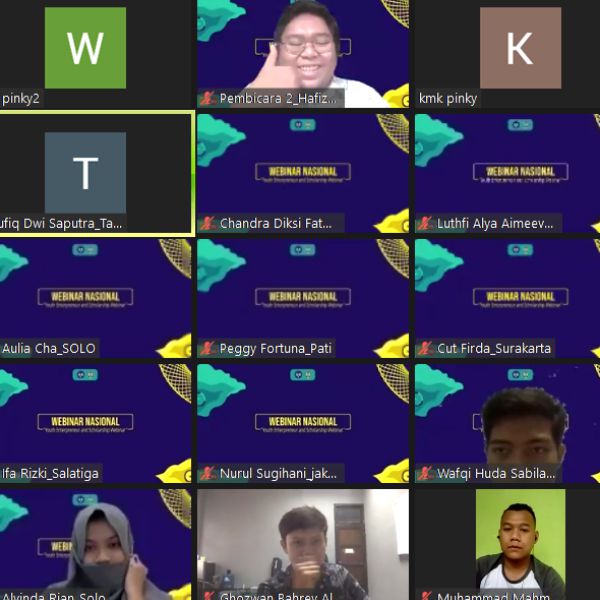 W
pinky2
Pembicara 2_Hafiz...
K
kmk pinky
T
ufiq Dwi Saputra_Ta...
WEBINAR NASIONAL
Youth Entrepreneur and Scholarship Webinar
Chandra Diksi Fat...
WEBINAR NASIONAL
Youth Entrepreneur and Scholarship Webinar
Luthfi Alya Aimeev...
WEBINAR NASIONAL
Youth Entrepreneur and Scholarship Webinar
Aulia Cha_SOLO
WEBINAR NASIONAL
Youth Entrepreneur and Scholarship Webinar
Peggy Fortuna_Pati
WEBINAR NASIONAL
Youth Entrepreneur and Scholarship Webinar
Cut Firda_Surakarta
WEBINAR NASIONAL
Youth Entrepreneur and Scholarship Webinar
Ifa Rizki_Salatiga
WEBINAR NASIONAL
Youth Entrepreneur and Scholarship Webinar
Nurul Sugihani_jak...
Wafqi Huda Sabila...
WEBIN
Alvinda Rian_Solo
Ghozwan Bahrey Al
Muhammad Mahm